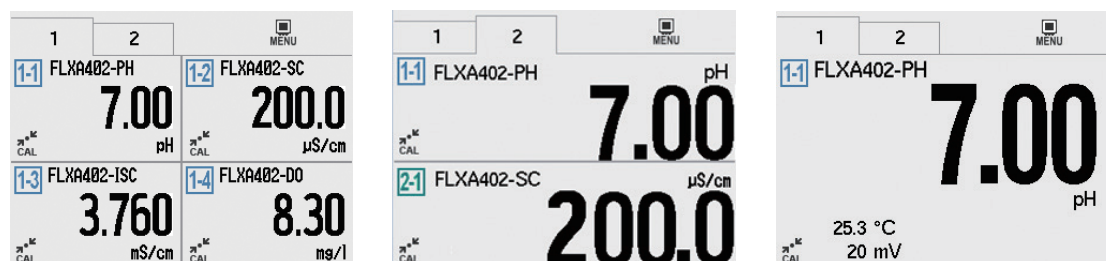 1 2 MENU
1-1 FLXA402-PH
7.00
CAL pH
1-2 FLXA402-SC
200.0
CAL µS/cm
1-3 FLXA402-ISC
3.760
CAL mS/cm
1-4 FLXA402-DO
8.30
CAL mg/l
1 2 MENU
1-1 FLXA402-PH pH
7.00
CAL
2-1 FLXA402-SC µS/cm
200.0
CAL
1 2 MENU
1-1 FLXA402-PH
7.00
pH
25.3 °C
CAL 20 mV